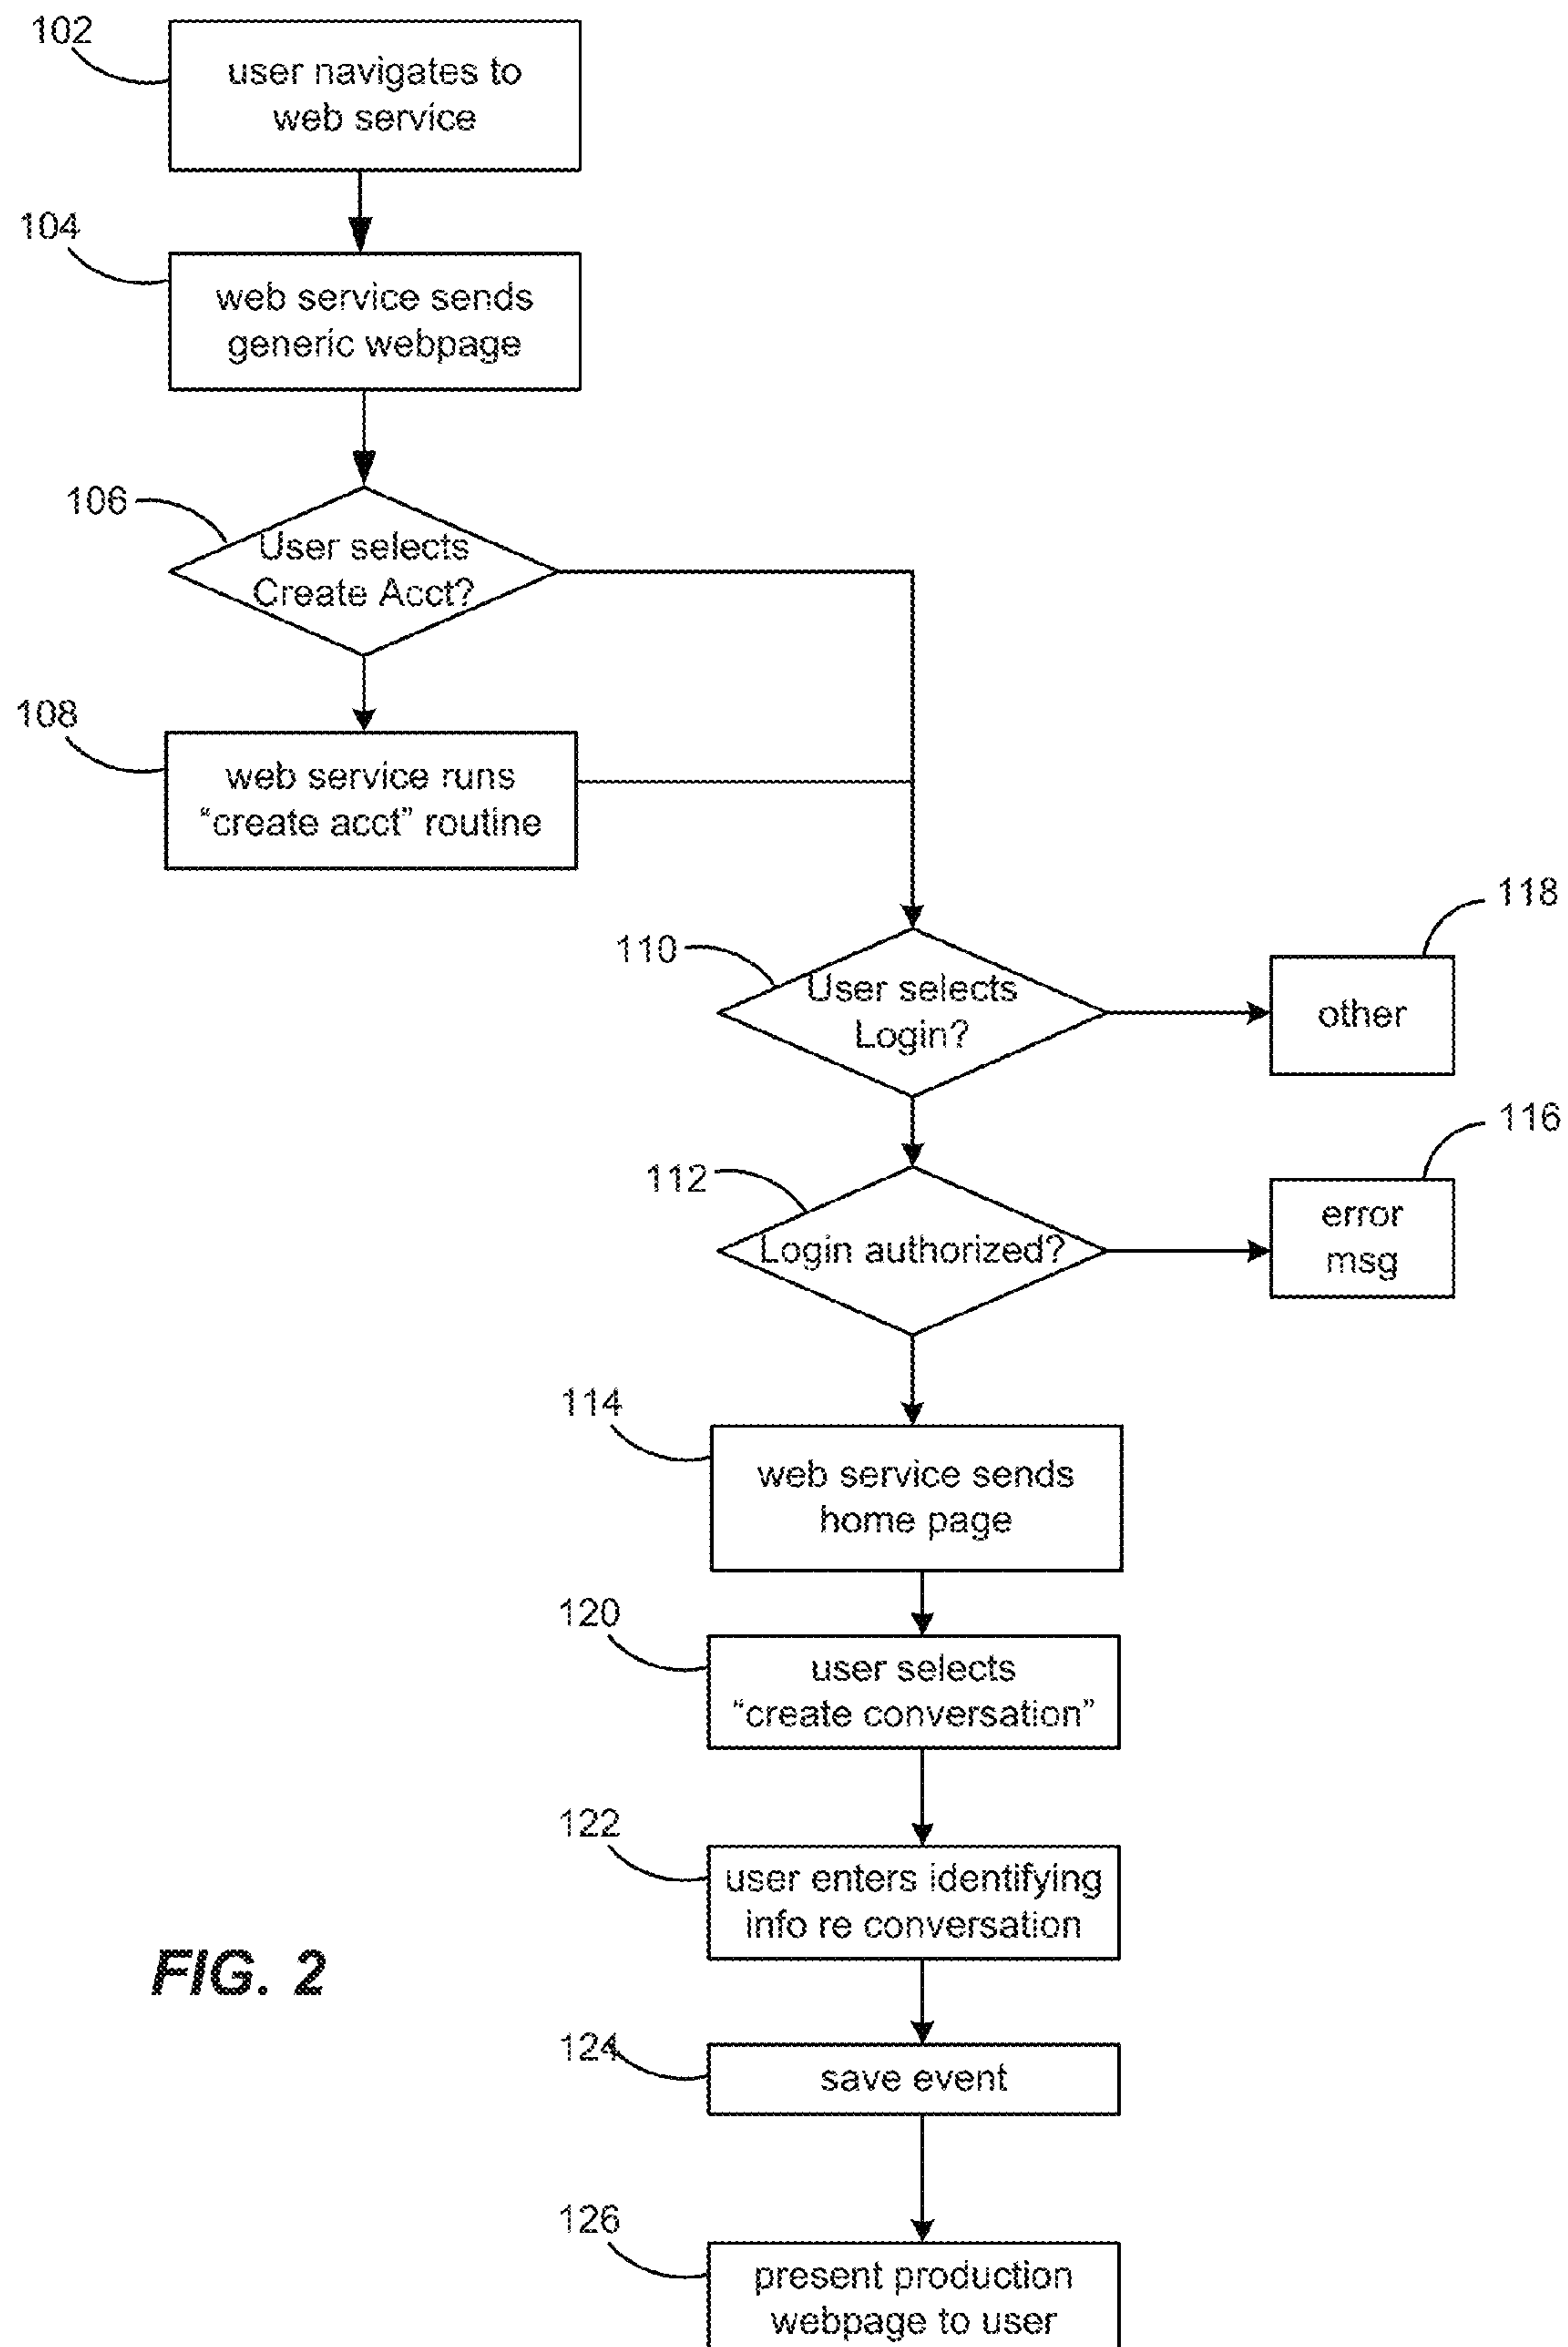 102
user navigates to
web service
104
web service sends
generic webpage
106
User selects
Create Acct?
108
web service runs
“create acct” routine
110
User selects
Login?
118
other
112
Login authorized?
116
error
msg
114
web service sends
home page
120
user selects
“create conversation”
122
user enters identifying
info re conversation
124
save event
126
present production
webpage to user
FIG. 2